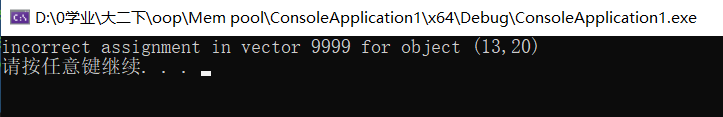 D:\0学业\大二下\oop\Mem pool\ConsoleApplication1\x64\Debug\ConsoleApplication1.exe
incorrect assignment in vector 9999 for object (13,20)
请按任意键继续. . .